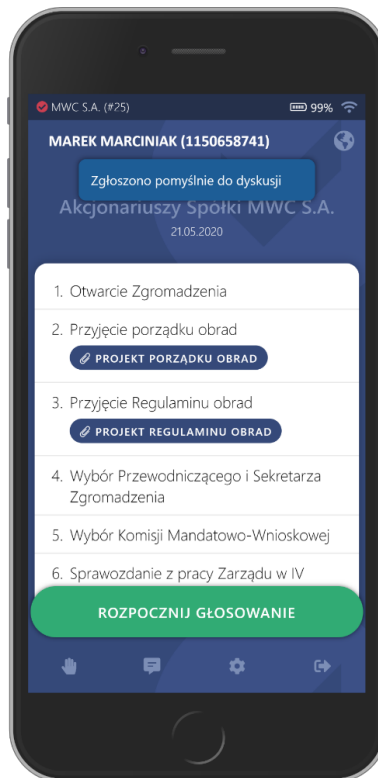 MWC S.A. (#25) 99%
MAREK MARCINIAK (1150658741)
Zgłoszono pomyślnie do dyskusji
Akcjonariuszy Spółki MWC S.A.
21.05.2020
1. Otwarcie Zgromadzenia
2. Przyjęcie porządku obrad
PROJEKT PORZĄDKU OBRAD
3. Przyjęcie Regulaminu obrad
PROJEKT REGULAMINU OBRAD
4. Wybór Przewodniczącego i Sekretarza
Zgromadzenia
5. Wybór Komisji Mandatowo-Wnioskowej
6. Sprawozdanie z pracy Zarządu w IV
ROZPOCZNIJ GŁOSOWANIE